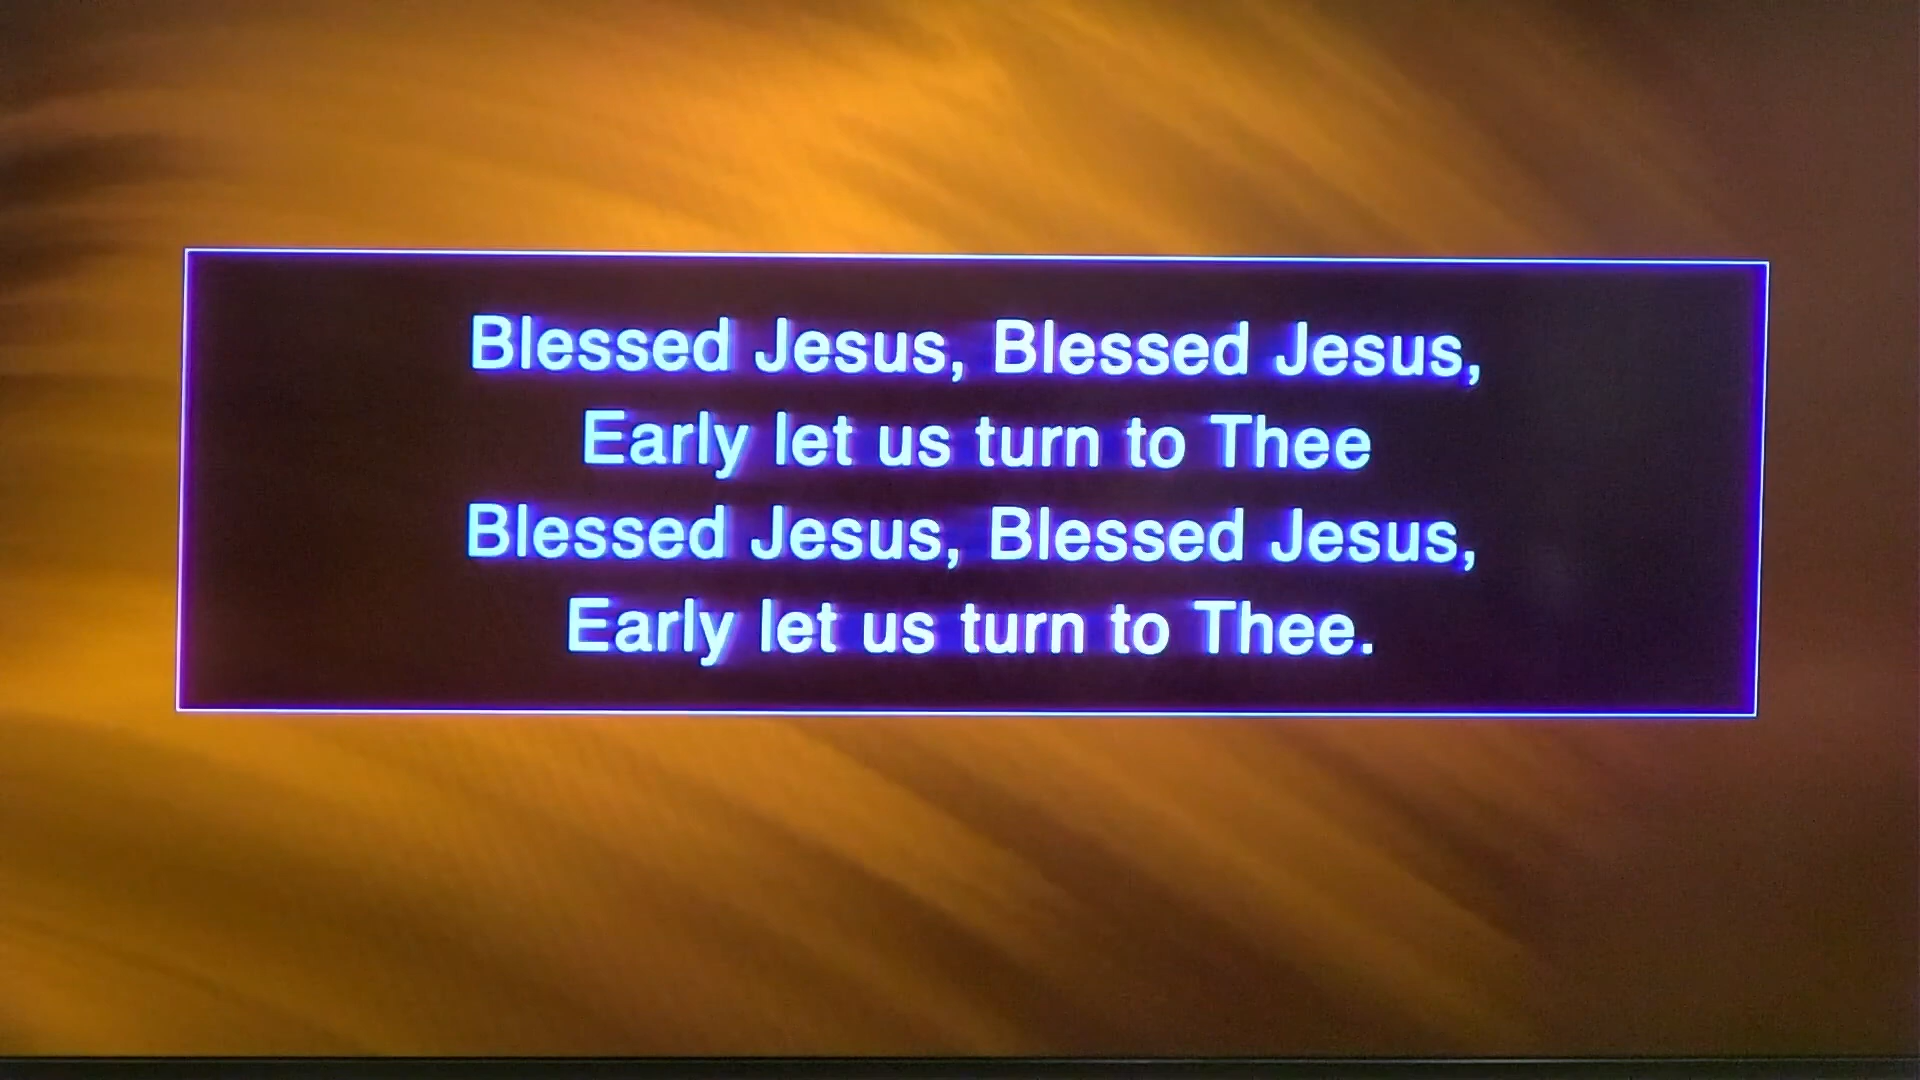 Blessed Jesus, Blessed Jesus,
Early let us turn to Thee
Blessed Jesus, Blessed Jesus,
Early let us turn to Thee.